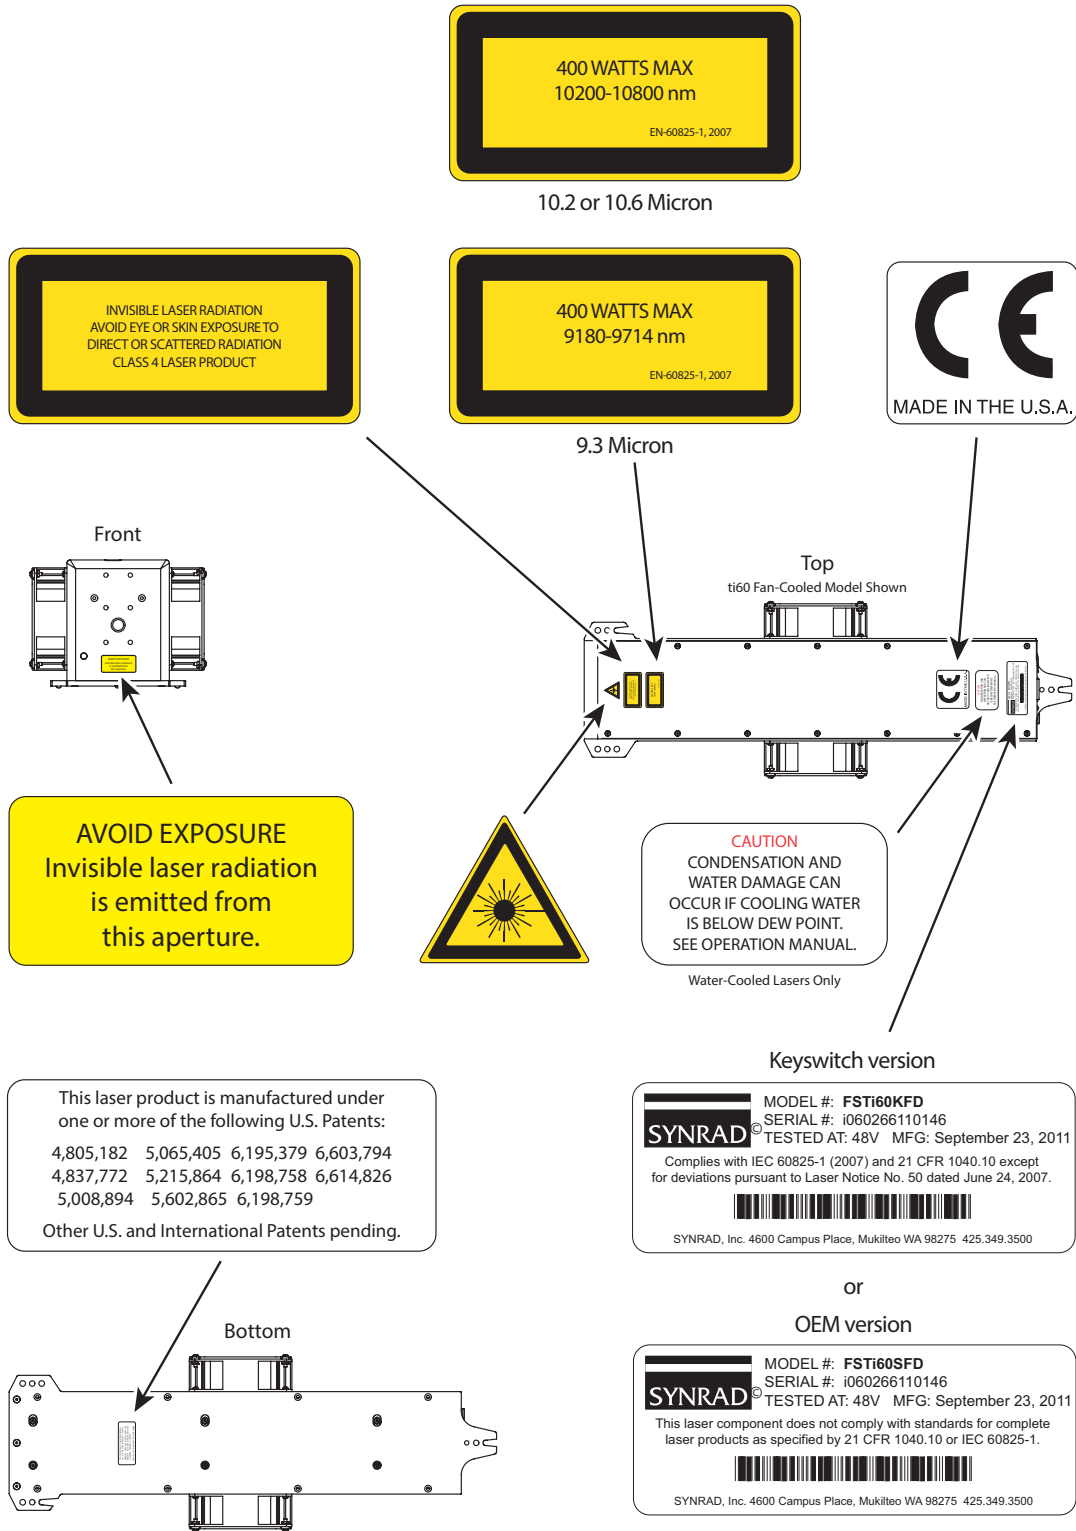 400 WATTS MAX
10200-10800 nm
EN-60825-1, 2007
10.2 or 10.6 Micron
INVISIBLE LASER RADIATION
AVOID EYE OR SKIN EXPOSURE TO
DIRECT OR SCATTERED RADIATION
CLASS 4 LASER PRODUCT
400 WATTS MAX
9180-9714 nm
EN-60825-1, 2007
9.3 Micron
CE
MADE IN THE U.S.A.
Front
Top
ti60 Fan-Cooled Model Shown
AVOID EXPOSURE
Invisible laser radiation
is emitted from
this aperture.
CAUTION
CONDENSATION AND
WATER DAMAGE CAN
OCCUR IF COOLING WATER
IS BELOW DEW POINT.
SEE OPERATION MANUAL.
Water-Cooled Lasers Only
This laser product is manufactured under
one or more of the following U.S. Patents:
4,805,182 5,065,405 6,195,379 6,603,794
4,837,772 5,215,864 6,198,758 6,614,826
5,008,894 5,602,865 6,198,759
Other U.S. and International Patents pending.
Keyswitch version
SYNRAD©
MODEL #: FSTi60KFD
SERIAL #: i060266110146
TESTED AT: 48V MFG: September 23, 2011
Complies with IEC 60825-1 (2007) and 21 CFR 1040.10 except
for deviations pursuant to Laser Notice No. 50 dated June 24, 2007.
SYNRAD, Inc. 4600 Campus Place, Mukilteo WA 98275 425.349.3500
or
OEM version
SYNRAD©
MODEL #: FSTi60SFD
SERIAL #: i060266110146
TESTED AT: 48V MFG: September 23, 2011
This laser component does not comply with standards for complete
laser products as specified by 21 CFR 1040.10 or IEC 60825-1.
SYNRAD, Inc. 4600 Campus Place, Mukilteo WA 98275 425.349.3500
Bottom